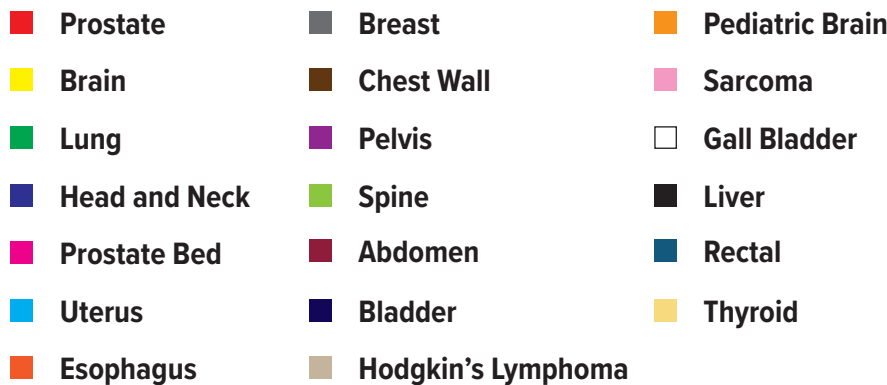 Prostate
Brain
Lung
Head and Neck
Prostate Bed
Uterus
Esophagus
Breast
Chest Wall
Pelvis
Spine
Abdomen
Bladder
Hodgkin's Lymphoma
Pediatric Brain
Sarcoma
Gall Bladder
Liver
Rectal
Thyroid